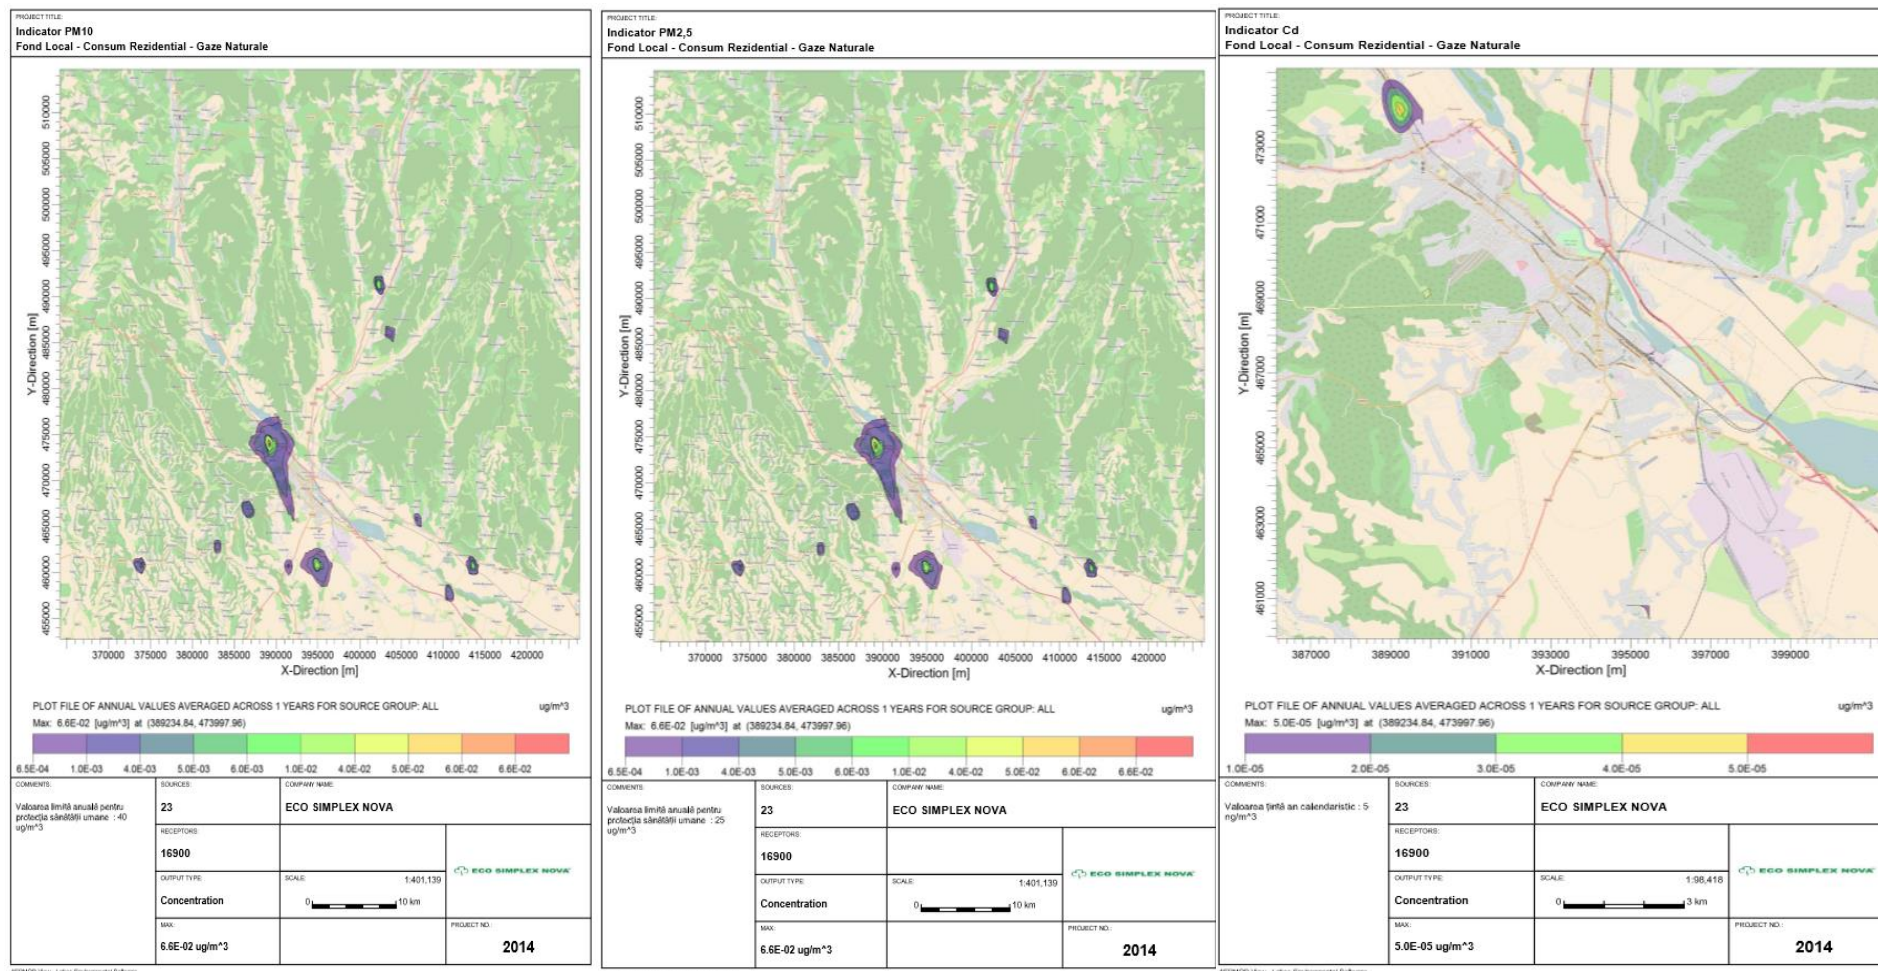 PROJECT TITLE:
Indicator PM10
Fond Local - Consum Rezidential - Gaze Naturale
Y-Direction [m]
510000
505000
500000
495000
490000
485000
480000
475000
470000
465000
460000
455000
370000 375000 380000 385000 390000 395000 400000 405000 410000 415000 420000
X-Direction [m]
PLOT FILE OF ANNUAL VALUES AVERAGED ACROSS 1 YEARS FOR SOURCE GROUP: ALL ug/m^3
Max: 6.6E-02 [ug/m^3] at (389234.84, 473997.96)
6.5E-04 1.0E-03 4.0E-03 5.0E-03 6.0E-03 1.0E-02 4.0E-02 5.0E-02 6.0E-02 6.6E-02
COMMENTS:
Valoarea limită anuală pentru
protecția sănătății umane : 40
ug/m^3
SOURCES:
23
COMPANY NAME:
ECO SIMPLEX NOVA
RECEPTORS:
16900
OUTPUT TYPE:
Concentration
SCALE: 1:401,139
0 10 km
ECO SIMPLEX NOVA
MAX:
6.6E-02 ug/m^3
PROJECT NO.:
2014
PROJECT TITLE:
Indicator PM2,5
Fond Local - Consum Rezidential - Gaze Naturale
Y-Direction [m]
510000
505000
500000
495000
490000
485000
480000
475000
470000
465000
460000
455000
370000 375000 380000 385000 390000 395000 400000 405000 410000 415000 420000
X-Direction [m]
PLOT FILE OF ANNUAL VALUES AVERAGED ACROSS 1 YEARS FOR SOURCE GROUP: ALL ug/m^3
Max: 6.6E-02 [ug/m^3] at (389234.84, 473997.96)
6.5E-04 1.0E-03 4.0E-03 5.0E-03 6.0E-03 1.0E-02 4.0E-02 5.0E-02 6.0E-02 6.6E-02
COMMENTS:
Valoarea limită anuală pentru
protecția sănătății umane : 25
ug/m^3
SOURCES:
23
COMPANY NAME:
ECO SIMPLEX NOVA
RECEPTORS:
16900
OUTPUT TYPE:
Concentration
SCALE: 1:401,139
0 10 km
ECO SIMPLEX NOVA
MAX:
6.6E-02 ug/m^3
PROJECT NO.:
2014
PROJECT TITLE:
Indicator Cd
Fond Local - Consum Rezidential - Gaze Naturale
Y-Direction [m]
473000
471000
469000
467000
465000
463000
461000
387000 389000 391000 393000 395000 397000 399000
X-Direction [m]
PLOT FILE OF ANNUAL VALUES AVERAGED ACROSS 1 YEARS FOR SOURCE GROUP: ALL ug/m^3
Max: 5.0E-05 [ug/m^3] at (389234.84, 473997.96)
1.0E-05 2.0E-05 3.0E-05 4.0E-05 5.0E-05
COMMENTS:
Valoarea țintă an calendaristic : 5
ng/m^3
SOURCES:
23
COMPANY NAME:
ECO SIMPLEX NOVA
RECEPTORS:
16900
OUTPUT TYPE:
Concentration
SCALE: 1:98,418
0 3 km
ECO SIMPLEX NOVA
MAX:
5.0E-05 ug/m^3
PROJECT NO.:
2014